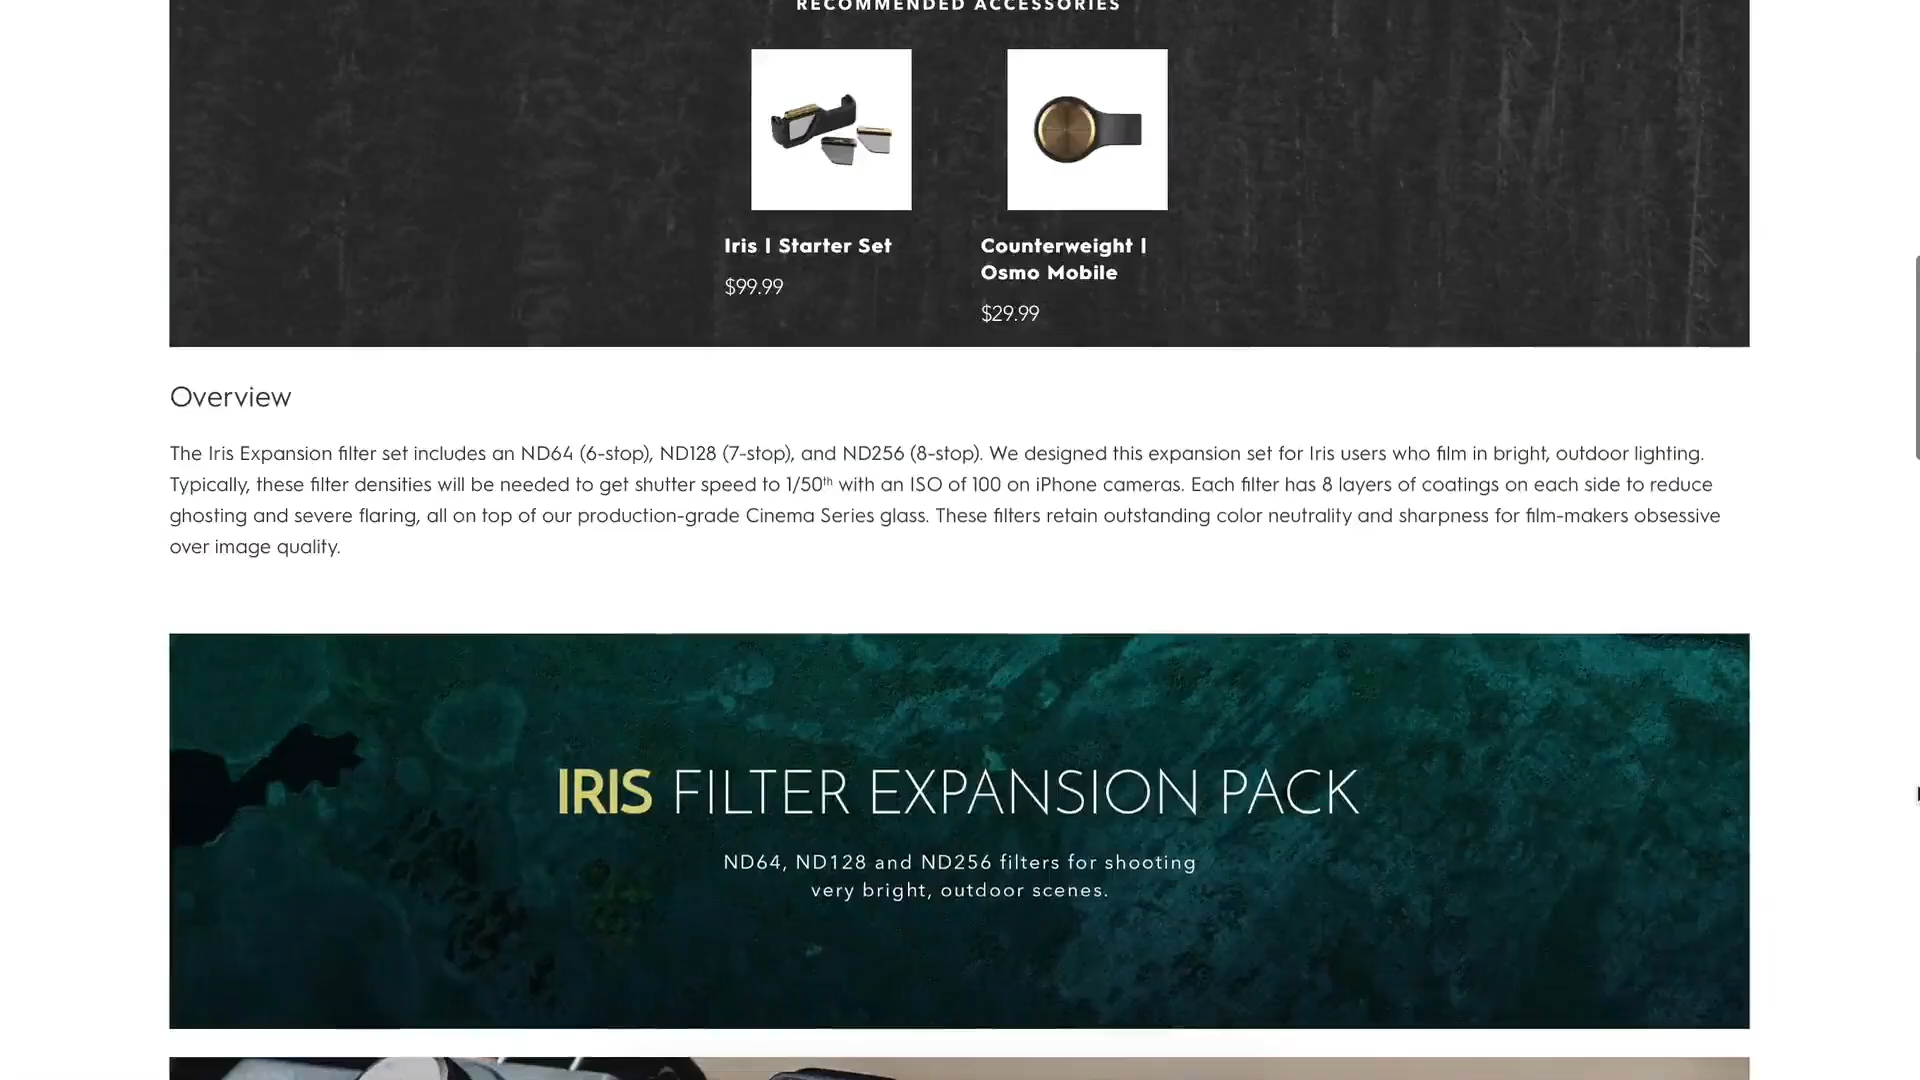 RECOMMENDED ACCESSORIES
Iris | Starter Set
$99.99
Counterweight |
Osmo Mobile
$29.99
Overview
The Iris Expansion filter set includes an ND64 (6-stop), ND128 (7-stop), and ND256 (8-stop). We designed this expansion set for Iris users who film in bright, outdoor lighting.
Typically, these filter densities will be needed to get shutter speed to 1/50th with an ISO of 100 on iPhone cameras. Each filter has 8 layers of coatings on each side to reduce
ghosting and severe flaring, all on top of our production-grade Cinema Series glass. These filters retain outstanding color neutrality and sharpness for film-makers obsessive
over image quality.
IRIS FILTER EXPANSION PACK
ND64, ND128 and ND256 filters for shooting
very bright, outdoor scenes.